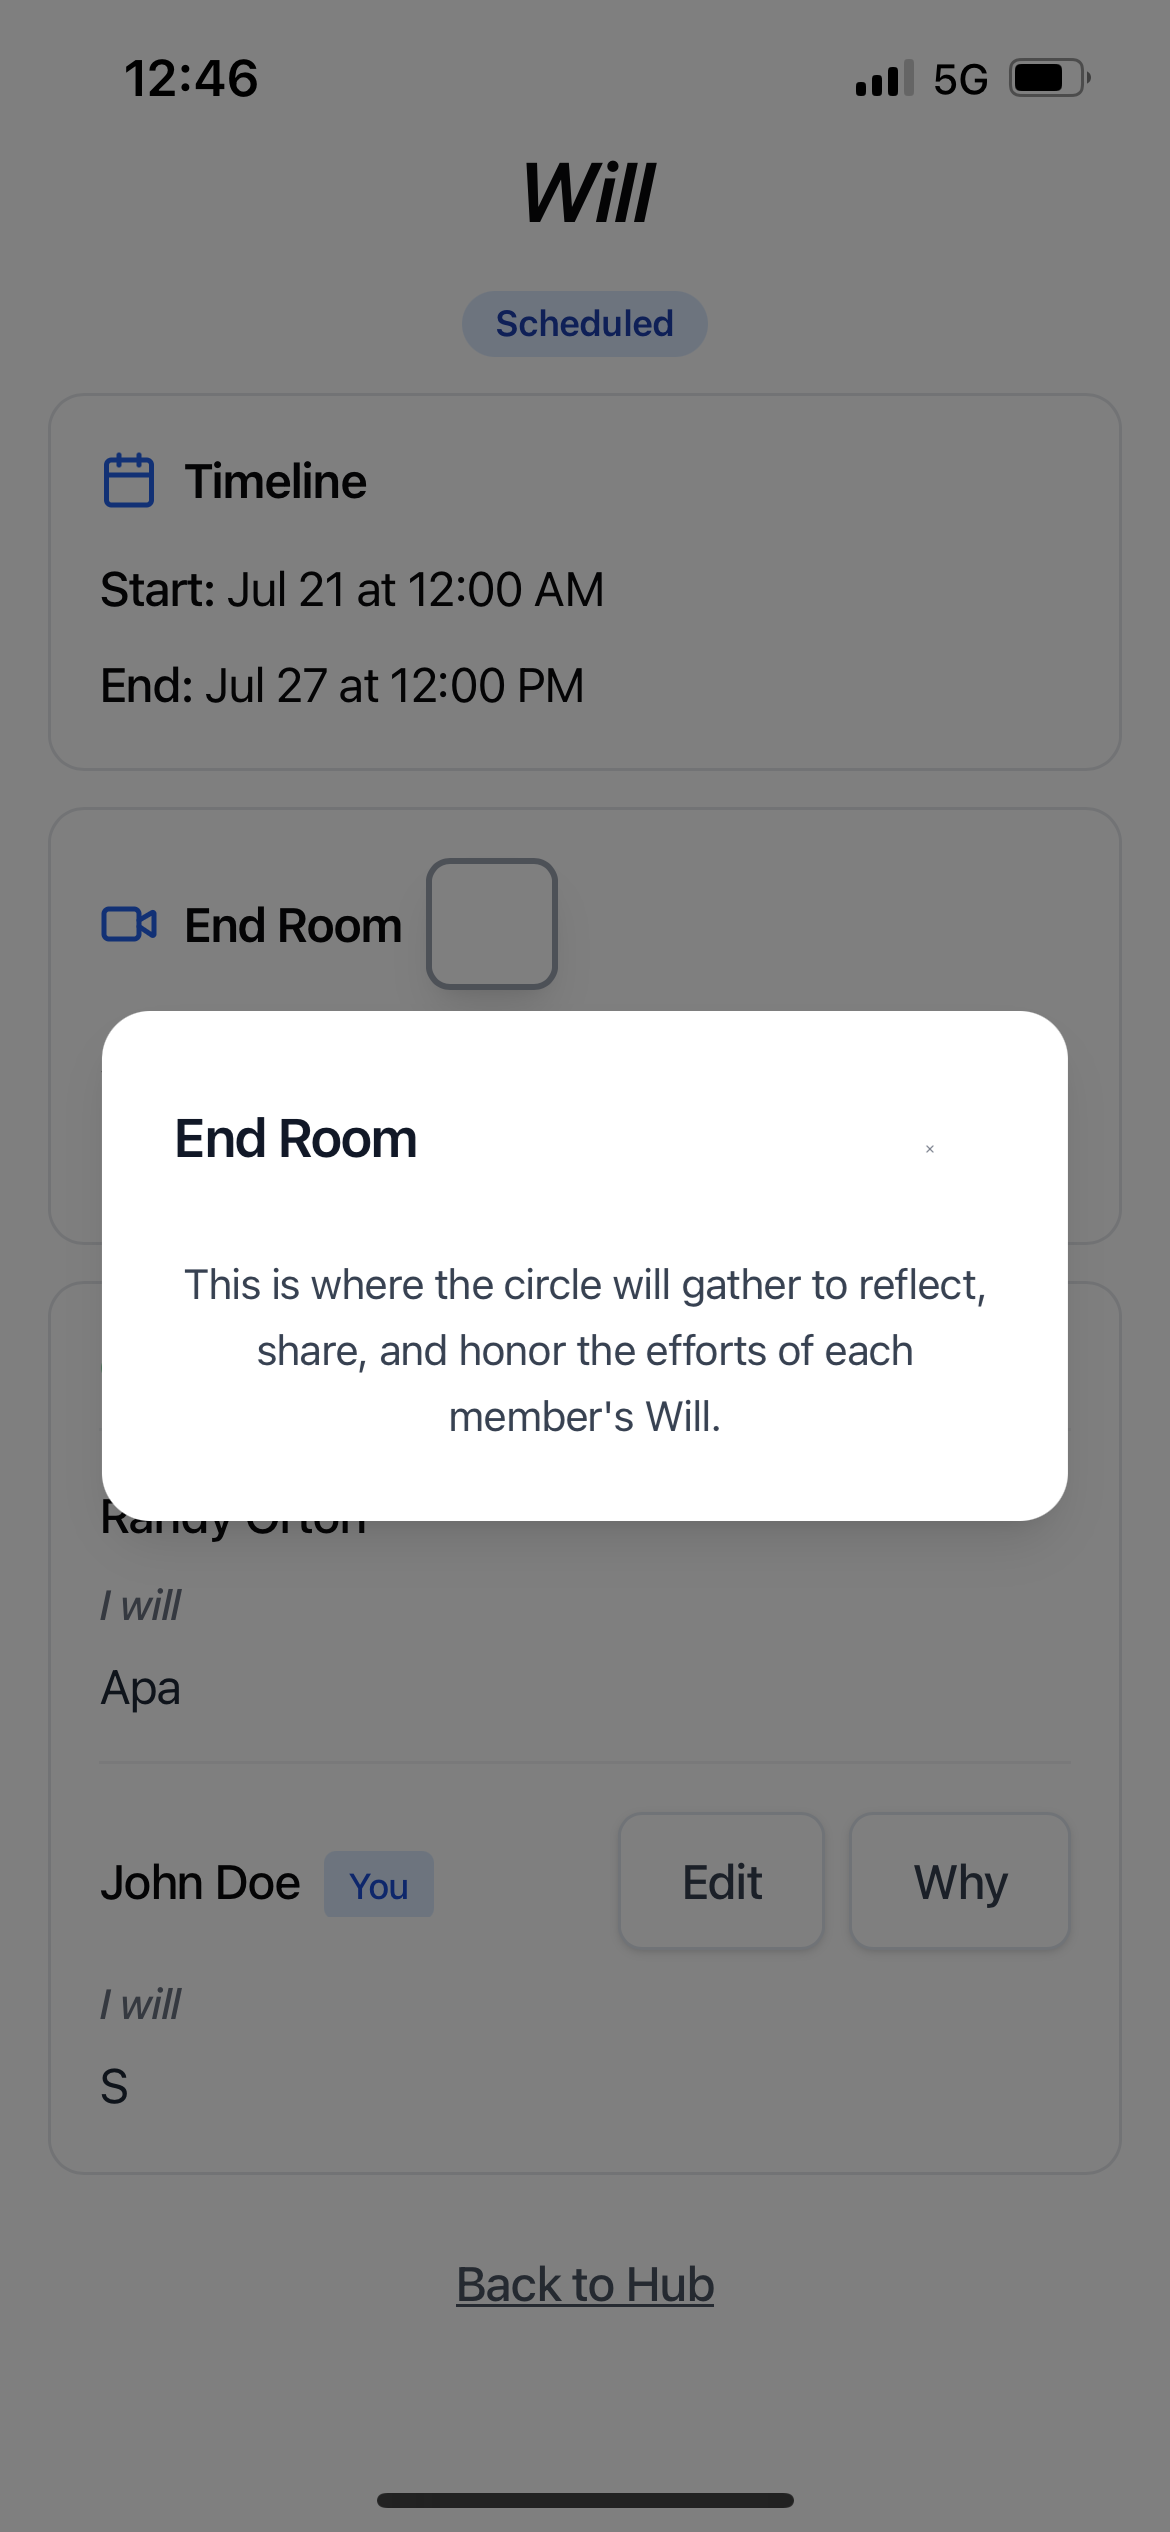 12:46
5G
Will
Scheduled
Timeline
Start: Jul 21 at 12:00 AM
End: Jul 27 at 12:00 PM
End Room
End Room
×
This is where the circle will gather to reflect,
share, and honor the efforts of each
member's Will.
Randy Orton
I will
Apa
John Doe
You
Edit
Why
I will
S
Back to Hub